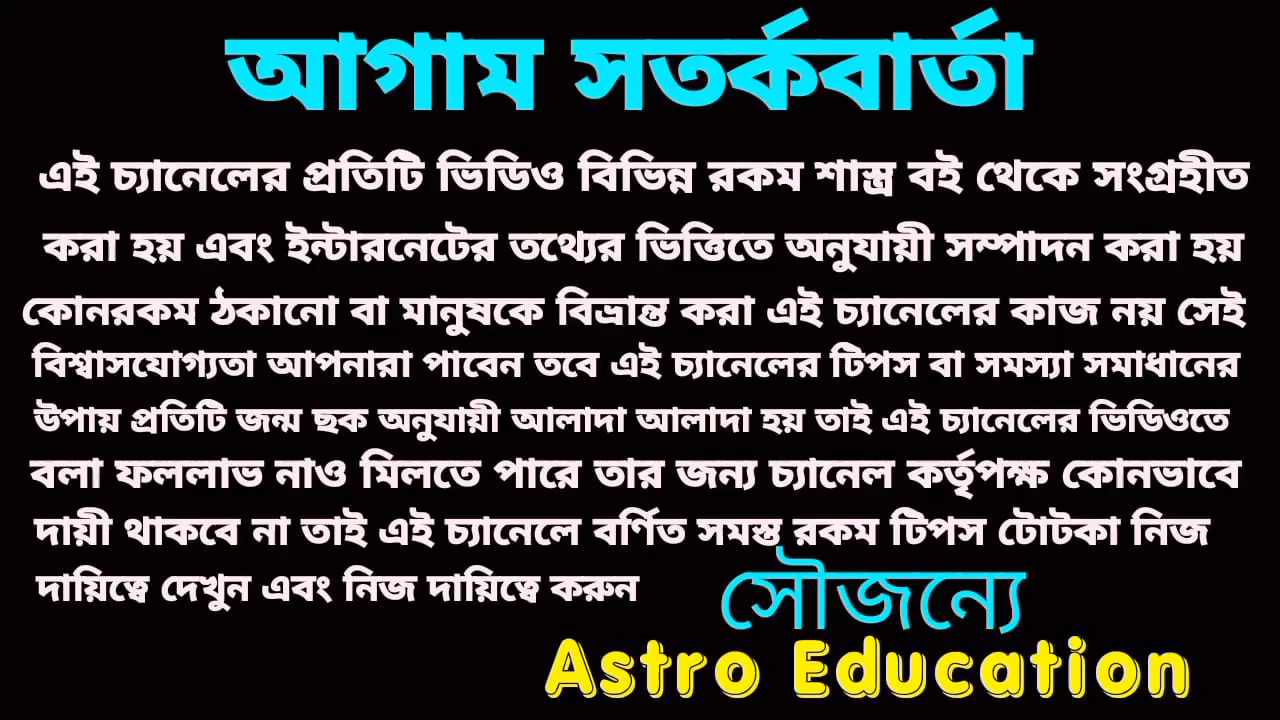 আগাম সতর্কবার্তা
এই চ্যানেলের প্রতিটি ভিডিও বিভিন্ন রকম শাস্ত্র বই থেকে সংগ্রহীত
করা হয় এবং ইন্টারনেটের তথ্যের ভিত্তিতে অনুযায়ী সম্পাদন করা হয়
কোনরকম ঠকানো বা মানুষকে বিভ্রান্ত করা এই চ্যানেলের কাজ নয় সেই
বিশ্বাসযোগ্যতা আপনারা পাবেন তবে এই চ্যানেলের টিপস বা সমস্যা সমাধানের
উপায় প্রতিটি জন্ম ছক অনুযায়ী আলাদা আলাদা হয় তাই এই চ্যানেলের ভিডিওতে
বলা ফললাভ নাও মিলতে পারে তার জন্য চ্যানেল কর্তৃপক্ষ কোনভাবে
দায়ী থাকবে না তাই এই চ্যানেলে বর্ণিত সমস্ত রকম টিপস টোটকা নিজ
দায়িত্বে দেখুন এবং নিজ দায়িত্বে করুন
সৌজন্যে
Astro Education